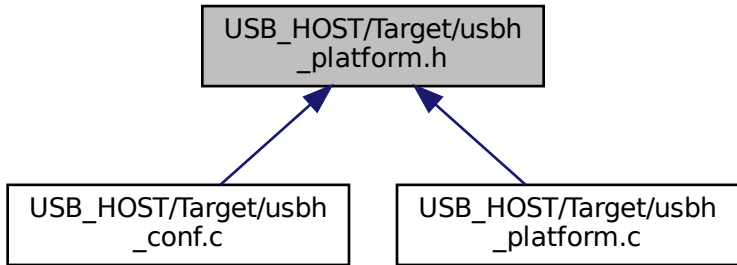 USB_HOST/Target/usbh
_platform.h
USB_HOST/Target/usbh
_conf.c
USB_HOST/Target/usbh
_platform.c